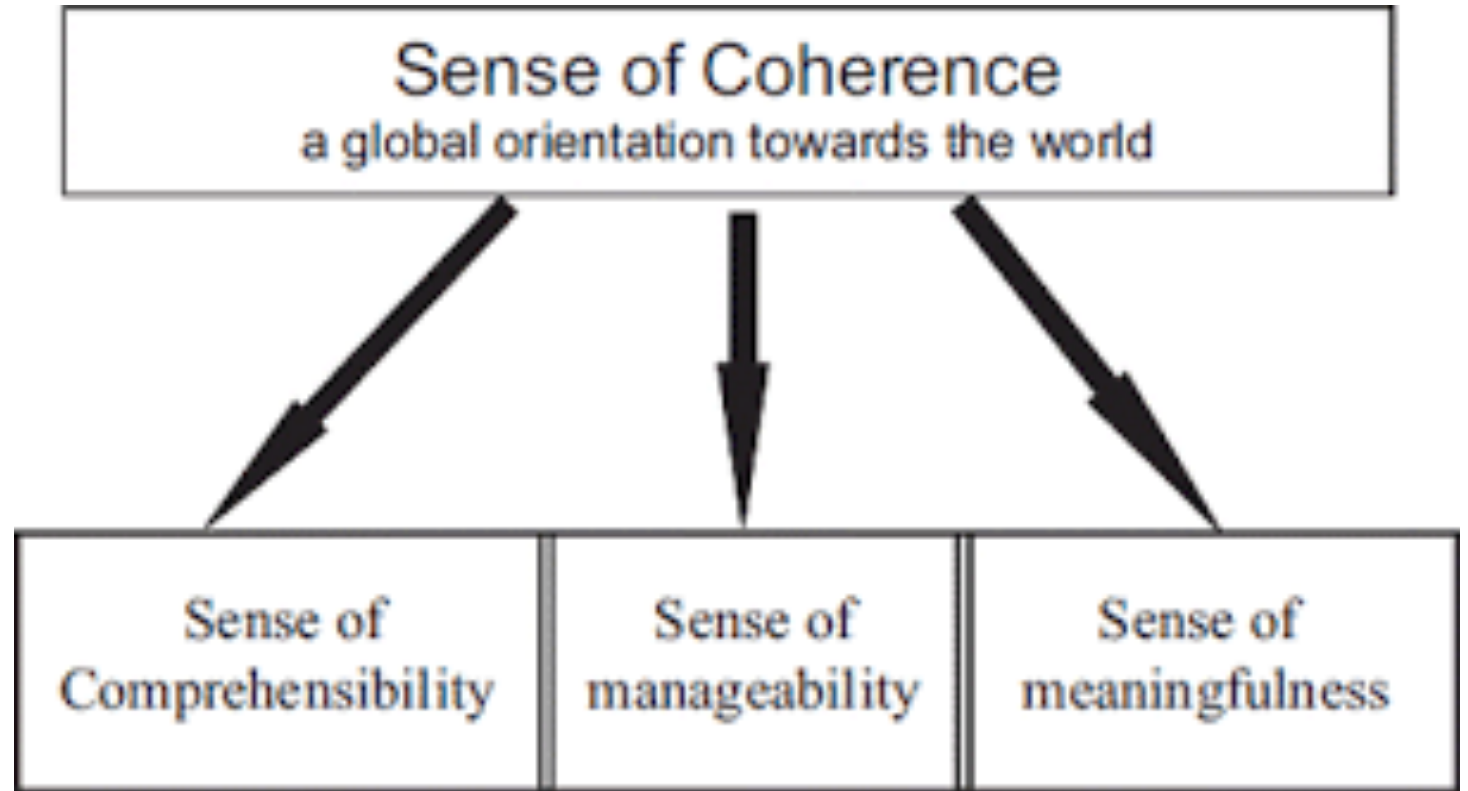 Sense of Coherence
a global orientation towards the world
Sense of
Comprehensibility
Sense of
manageability
Sense of
meaningfulness